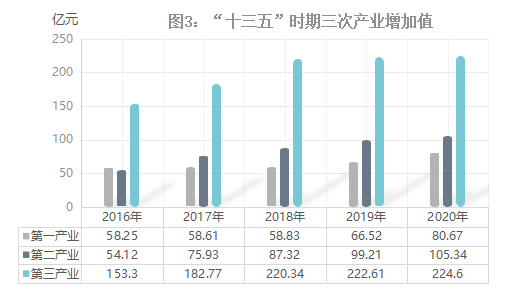 亿元
图3：“十三五”时期三次产业增加值
250
200
150
100
50
0
2016年 2017年 2018年 2019年 2020年
第一产业 58.25 58.61 58.83 66.52 80.67
第二产业 54.12 75.93 87.32 99.21 105.34
第三产业 153.3 182.77 220.34 222.61 224.6